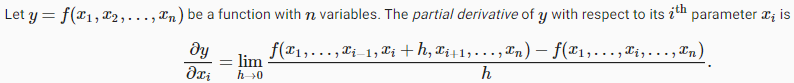 Let y = f(x₁, x₂, …, xₙ) be a function with n variables. The partial derivative of y with respect to its iᵗʰ parameter xᵢ is
∂y/∂xᵢ = lim_{h→0} (f(x₁, …, xᵢ₋₁, xᵢ + h, xᵢ₊₁, …, xₙ) − f(x₁, …, xᵢ, …, xₙ))/h.